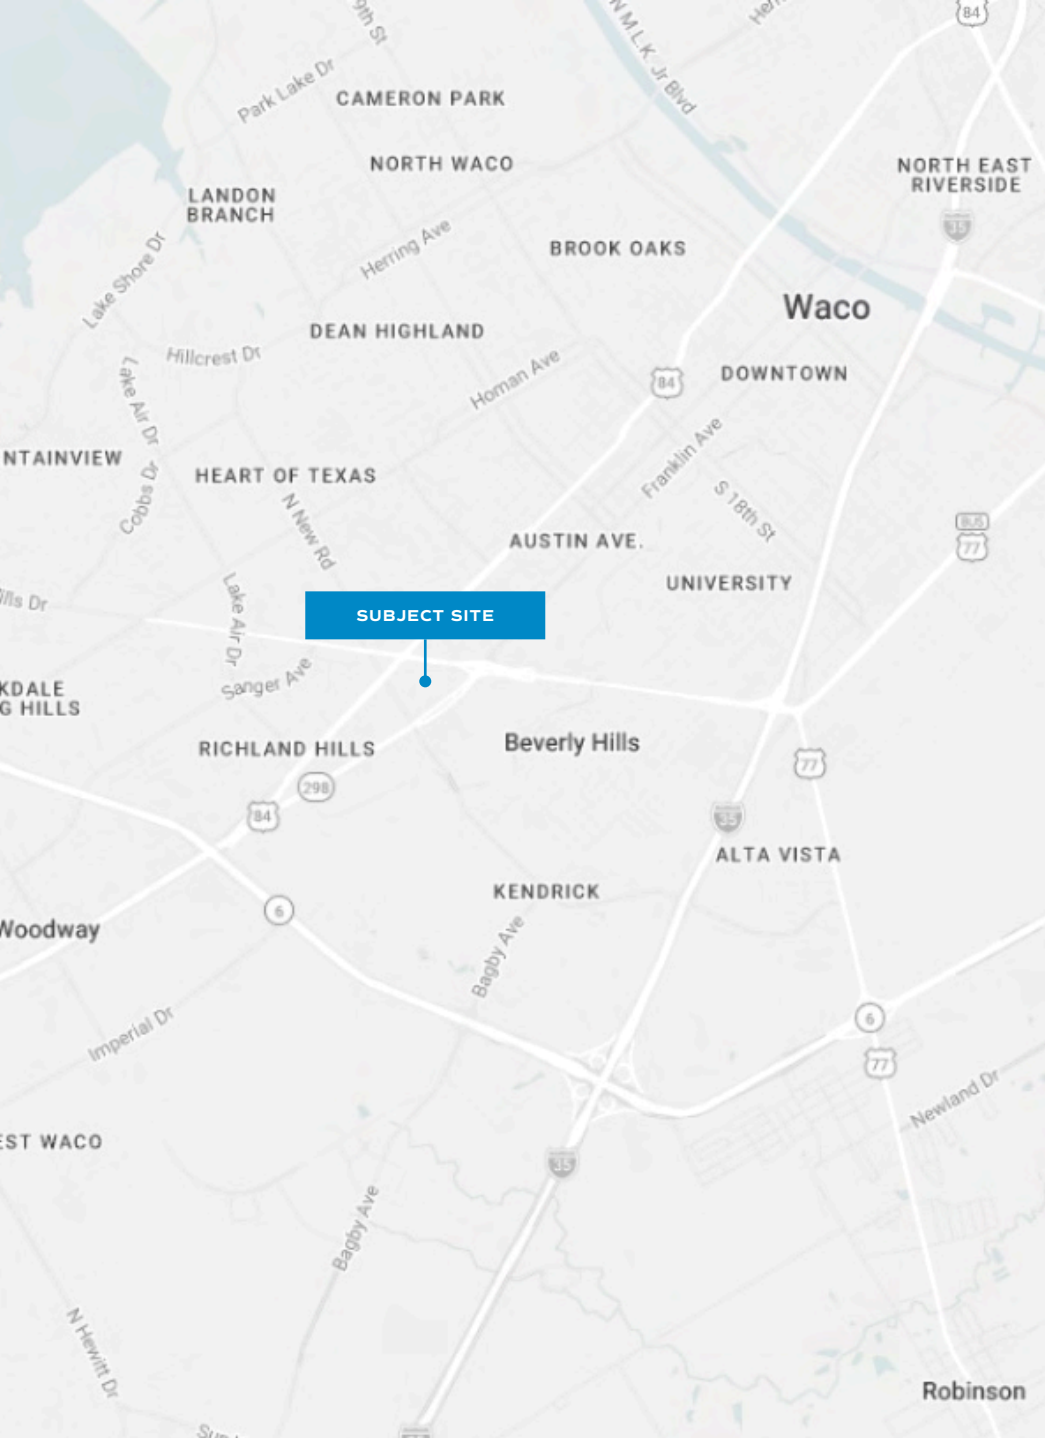 84
9th St
N M L K Jr Blvd
Park Lake Dr
CAMERON PARK
NORTH WACO
NORTH EAST
RIVERSIDE
LANDON
BRANCH
35
Herring Ave
BROOK OAKS
Lake Shore Dr
Waco
DEAN HIGHLAND
Hillcrest Dr
Homan Ave
84
DOWNTOWN
Lake Air Dr
Franklin Ave
NTAINVIEW
HEART OF TEXAS
Cobbs Dr
S 18th St
N New Rd
BUS
77
AUSTIN AVE.
UNIVERSITY
ills Dr
Lake Air Dr
SUBJECT SITE
Sanger Ave
KDALE
G HILLS
RICHLAND HILLS
Beverly Hills
77
298
84
35
ALTA VISTA
KENDRICK
6
Woodway
Bagby Ave
6
Imperial Dr
77
Newland Dr
EST WACO
35
Bagby Ave
N Hewitt Dr
Robinson